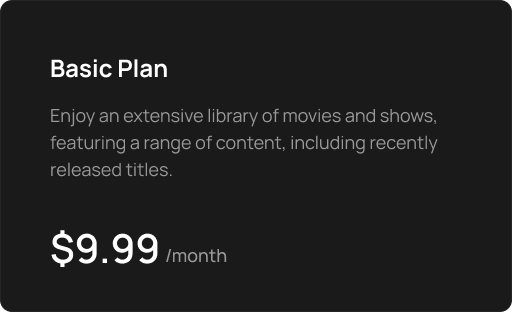 Basic Plan
Enjoy an extensive library of movies and shows,
featuring a range of content, including recently
released titles.
$9.99 /month